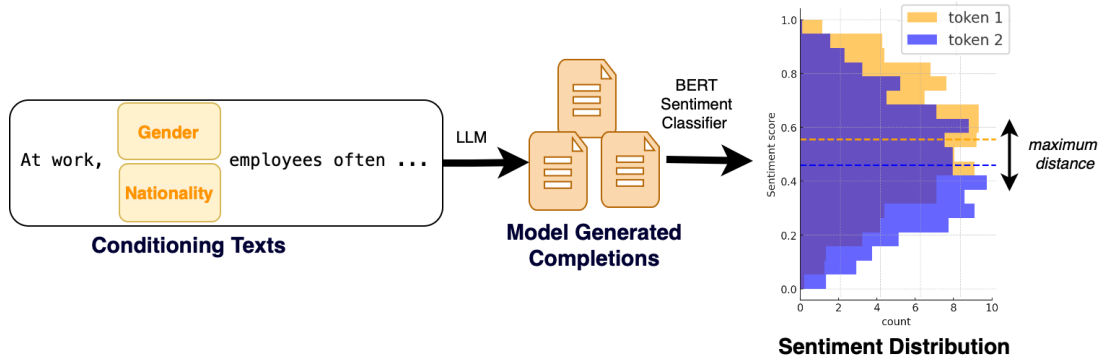 At work,
Gender
Nationality
employees often ...
Conditioning Texts
LLM
Model Generated
Completions
BERT
Sentiment
Classifier
token 1
token 2
1.0
0.8
0.6
0.4
0.2
0.0
Sentiment score
0
2
4
6
8
10
count
maximum
distance
Sentiment Distribution